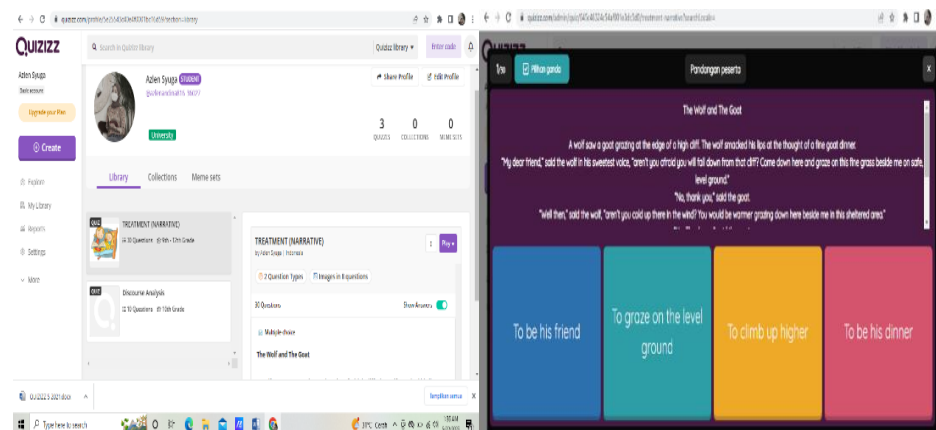 Quizizz
Search in Quizizz library
Quizizz library
Enter code
Azlen Syuga
Basic account
Upgrade your Plan
Create
Explore
My Library
Reports
Settings
More
Azlen Syuga STUDENT
University
Share Profile
Edit Profile
3 0 0
QUIZZES COLLECTIONS MEME SETS
Library Collections Meme sets
QUIZ
TREATMENT (NARRATIVE)
30 Questions 9th - 12th Grade
QUIZ
Discourse Analysis
10 Questions 10th Grade
TREATMENT (NARRATIVE)
by Azlen Syuga | Indonesia
Play
2 Question Types Images in 8 questions
30 Questions
Show Answers
Multiple-choice
The Wolf and The Goat
QUIZIZZ S 2021.docx
Tampilkan semua
Type here to search
31°C Cerah
1/30
Pilihan ganda
Pandangan peserta
The Wolf and The Goat
A wolf saw a goat grazing at the edge of a high cliff. The wolf smacked his lips at the thought of a fine goat dinner.
"My dear friend," said the wolf in his sweetest voice, "aren't you afraid you will fall down from that cliff? Come down here and graze on this fine grass beside me on safe,
level ground."
"No, thank you," said the goat.
"Well then," said the wolf, "aren't you cold up there in the wind? You would be warmer grazing down here beside me in this sheltered area."
To be his friend
To graze on the level
ground
To climb up higher
To be his dinner